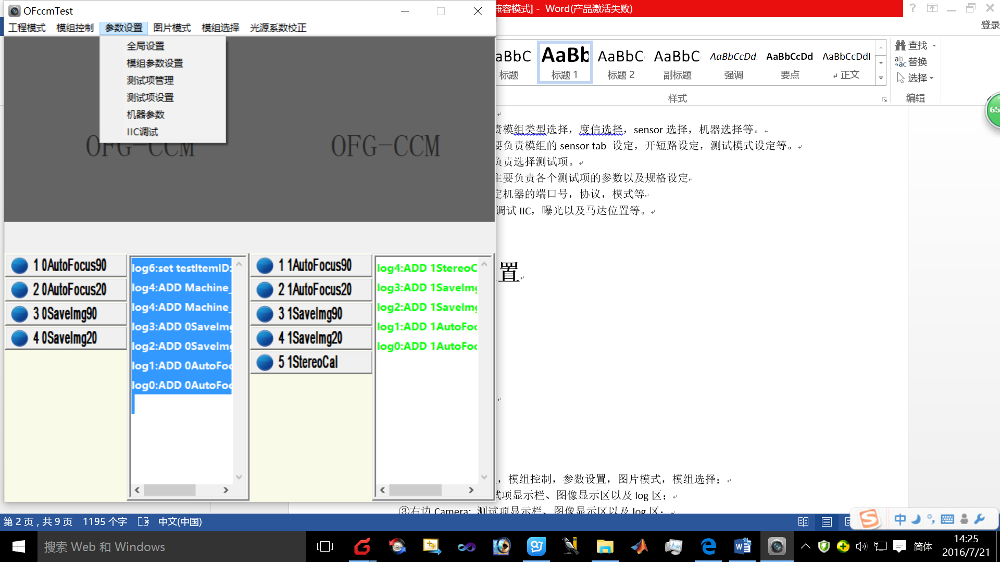 OFccmTest
兼容模式] - Word(产品激活失败)
登录
工程模式 模组控制 参数设置 图片模式 模组选择 光源系数校正
全局设置
模组参数设置
测试项管理
测试项设置
机器参数
IIC调试
OFG-CCM OFG-CCM
aBbC AaBb AaBbC AaBbC AaBbCcDd. AaBbCcDd AaBbCcDdI
标题 标题 1 标题 2 副标题 强调 要点 ↲正文
样式
查找
替换
选择
编辑
65
责模组类型选择，度信选择，sensor 选择，机器选择等。
要负责模组的 sensor tab 设定，开短路设定，测试模式设定等。
负责选择测试项。
主要负责各个测试项的参数以及规格设定
定机器的端口号，协议，模式等
调试 IIC，曝光以及马达位置等。
置
，模组控制，参数设置，图片模式，模组选择；
试项显示栏、图像显示区以及 log 区；
③右边 Camera: 测试项显示栏、图像显示区以及 log 区；
1 0AutoFocus90
2 0AutoFocus20
3 0SaveImg90
4 0SaveImg20
log6:set testItemID:
log4:ADD Machine_
log4:ADD Machine_
log3:ADD 0SaveImg
log2:ADD 0SaveImg
log1:ADD 0AutoFoc
log0:ADD 0AutoFoc
1 1AutoFocus90
2 1AutoFocus20
3 1SaveImg90
4 1SaveImg20
5 1StereoCal
log4:ADD 1StereoC
log3:ADD 1SaveImg
log2:ADD 1SaveImg
log1:ADD 1AutoFoc
log0:ADD 1AutoFoc
第 2 页，共 9 页 1195 个字 中文(中国)
中
搜索 Web 和 Windows
简体
14:25
2016/7/21